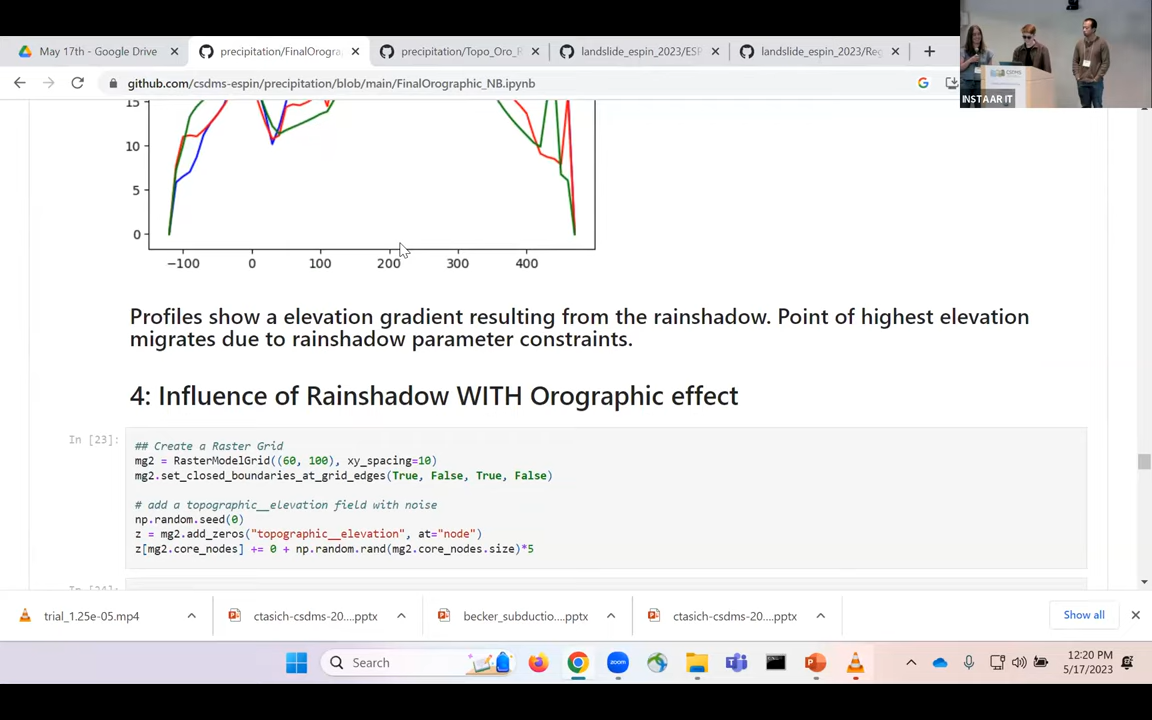 May 17th - Google Drive
precipitation/FinalOrogra
precipitation/Topo_Oro_R
landslide_espin_2023/ESP
landslide_espin_2023/Reg
github.com/csdms-espin/precipitation/blob/main/FinalOrographic_NB.ipynb
INSTAAR IT
15
10
5
0
−100 0 100 200 300 400
Profiles show a elevation gradient resulting from the rainshadow. Point of highest elevation
migrates due to rainshadow parameter constraints.
4: Influence of Rainshadow WITH Orographic effect
In [23]:
## Create a Raster Grid
mg2 = RasterModelGrid((60, 100), xy_spacing=10)
mg2.set_closed_boundaries_at_grid_edges(True, False, True, False)
# add a topographic__elevation field with noise
np.random.seed(0)
z = mg2.add_zeros("topographic__elevation", at="node")
z[mg2.core_nodes] += 0 + np.random.rand(mg2.core_nodes.size)*5
In [24]:
trial_1.25e-05.mp4
ctasich-csdms-20....pptx
becker_subductio....pptx
ctasich-csdms-20....pptx
Show all
Search
zoom
12:20 PM
5/17/2023